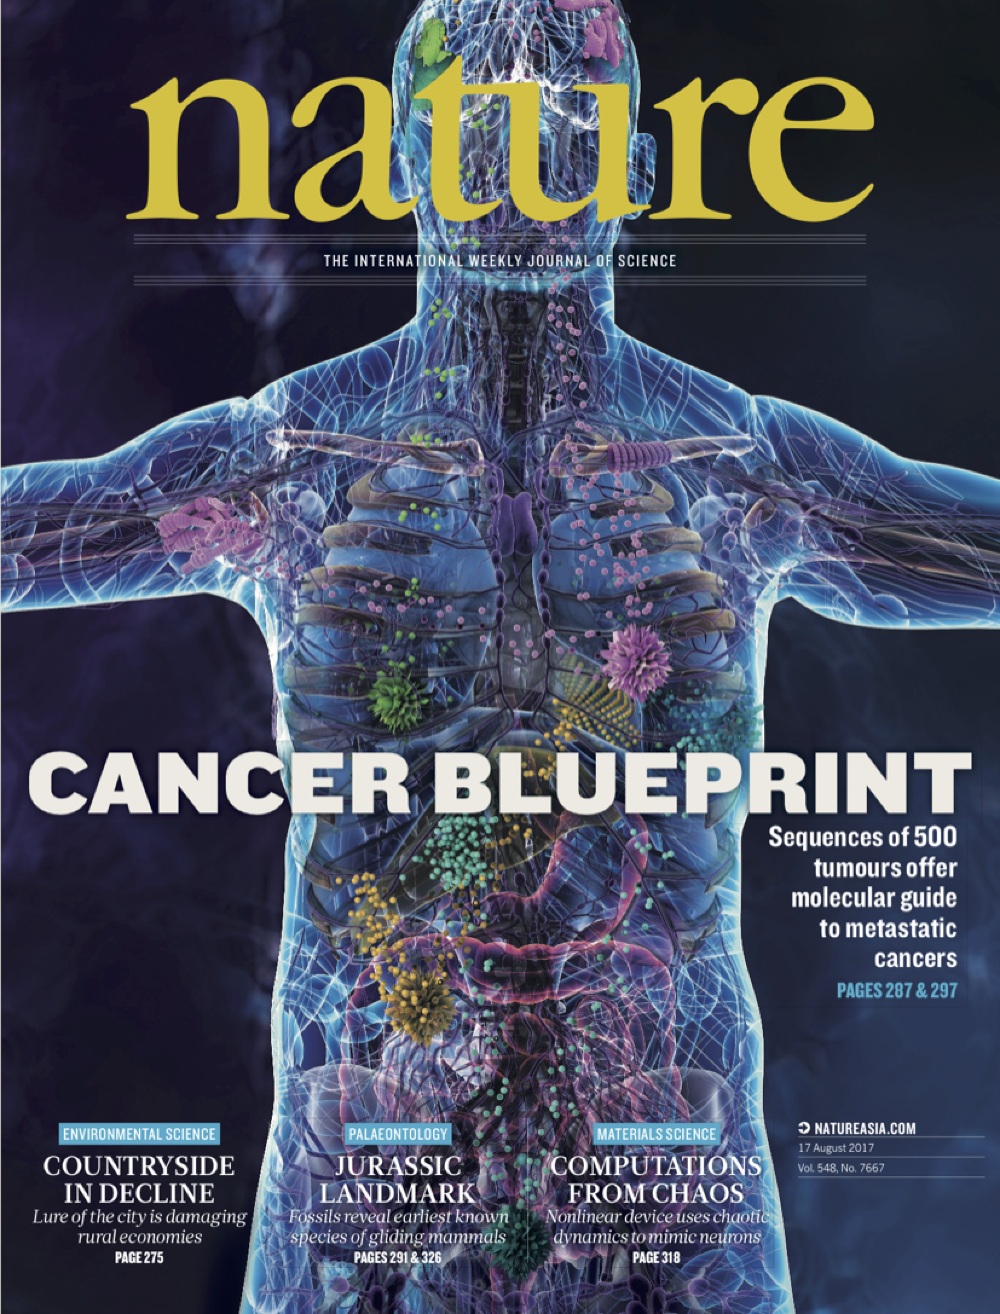 nature
THE INTERNATIONAL WEEKLY JOURNAL OF SCIENCE
CANCER BLUEPRINT
Sequences of 500
tumours offer
molecular guide
to metastatic
cancers
PAGES 287 & 297
ENVIRONMENTAL SCIENCE
COUNTRYSIDE
IN DECLINE
Lure of the city is damaging
rural economies
PAGE 275
PALAEONTOLOGY
JURASSIC
LANDMARK
Fossils reveal earliest known
species of gliding mammals
PAGES 291 & 326
MATERIALS SCIENCE
COMPUTATIONS
FROM CHAOS
Nonlinear device uses chaotic
dynamics to mimic neurons
PAGE 318
NATUREASIA.COM
17 August 2017
Vol. 548, No. 7667